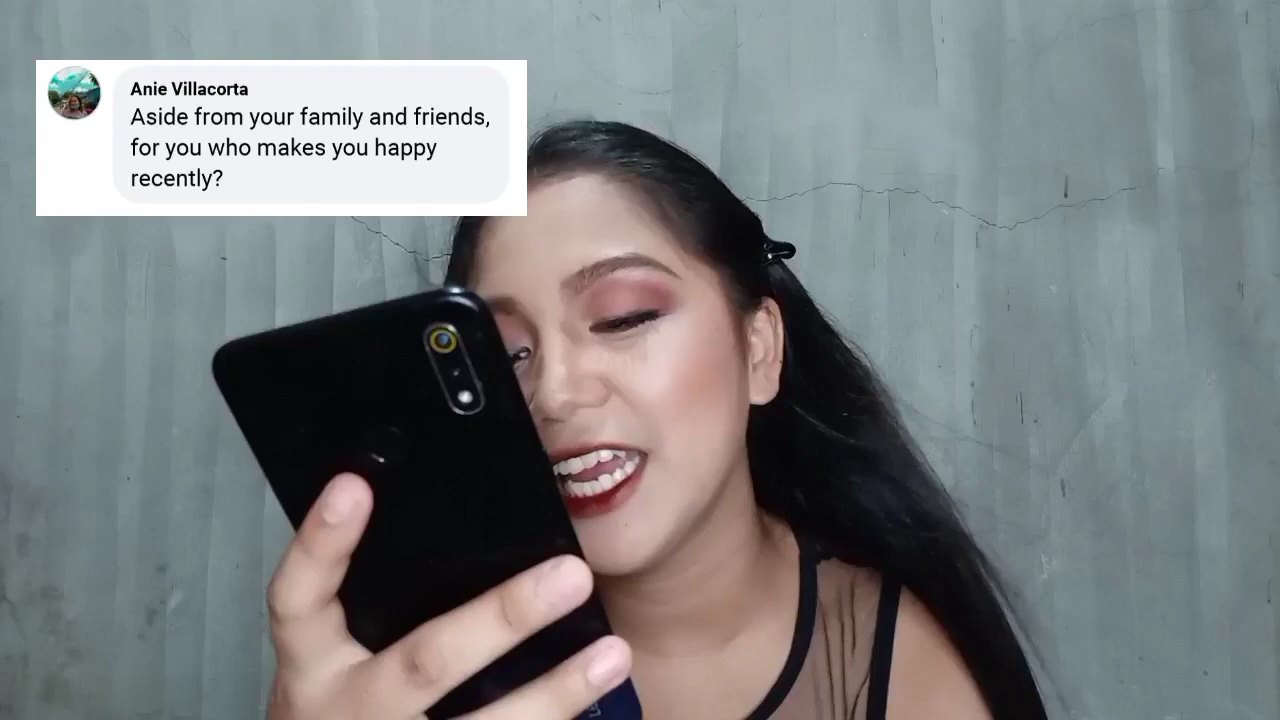 Anie Villacorta
Aside from your family and friends,
for you who makes you happy
recently?